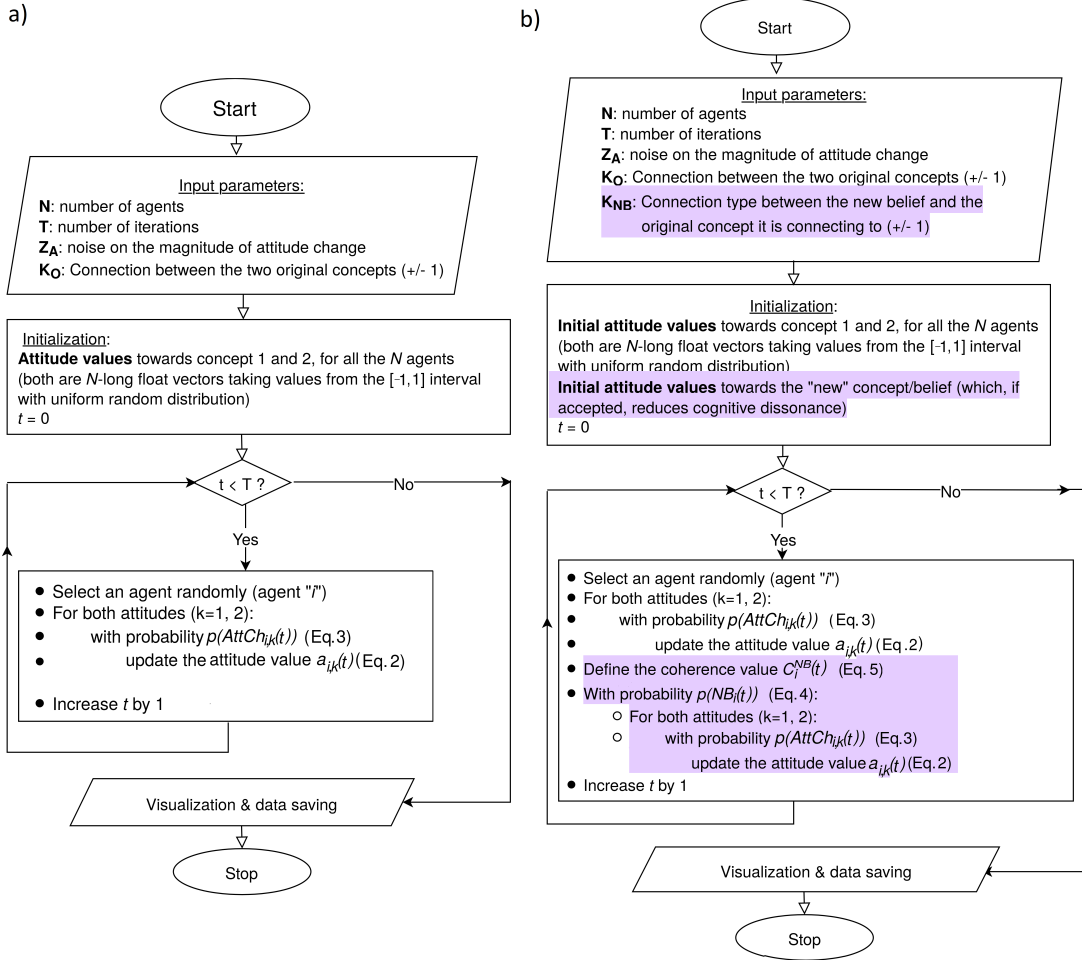 a)
Start
Input parameters:
N: number of agents
T: number of iterations
Z_A: noise on the magnitude of attitude change
K_O: Connection between the two original concepts (+/- 1)
Initialization:
Attitude values towards concept 1 and 2, for all the N agents
(both are N-long float vectors taking values from the [-1,1] interval
with uniform random distribution)
t = 0
t < T ?
No
Yes
● Select an agent randomly (agent "i")
● For both attitudes (k=1, 2):
● with probability p(AttCh_i,k(t)) (Eq.3)
● update the attitude value a_i,k(t) (Eq.2)
● Increase t by 1
Visualization & data saving
Stop
b)
Start
Input parameters:
N: number of agents
T: number of iterations
Z_A: noise on the magnitude of attitude change
K_O: Connection between the two original concepts (+/- 1)
K_NB: Connection type between the new belief and the
original concept it is connecting to (+/- 1)
Initialization:
Initial attitude values towards concept 1 and 2, for all the N agents
(both are N-long float vectors taking values from the [-1,1] interval
with uniform random distribution)
Initial attitude values towards the "new" concept/belief (which, if
accepted, reduces cognitive dissonance)
t = 0
t < T ?
No
Yes
● Select an agent randomly (agent "i")
● For both attitudes (k=1, 2):
● with probability p(AttCh_i,k(t)) (Eq.3)
● update the attitude value a_i,k(t) (Eq.2)
● Define the coherence value C_i^NB(t) (Eq.5)
● With probability p(NB_i(t)) (Eq.4):
○ For both attitudes (k=1, 2):
○ with probability p(AttCh_i,k(t)) (Eq.3)
update the attitude value a_i,k(t) (Eq.2)
● Increase t by 1
Visualization & data saving
Stop